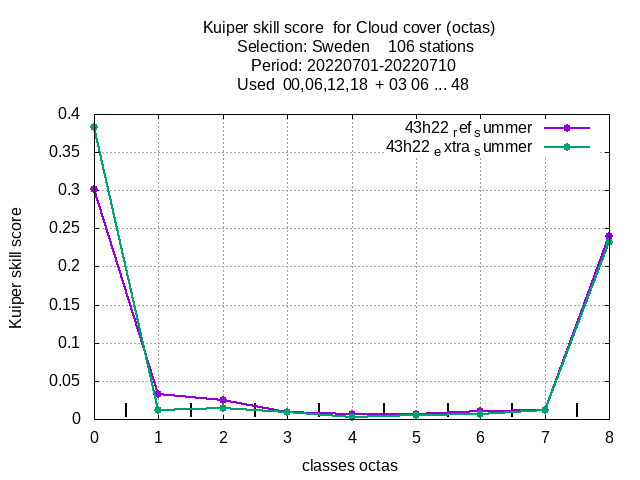 Kuiper skill score  for Cloud cover (octas)
Selection: Sweden    106 stations
Period: 20220701-20220710
Used  00,06,12,18  + 03 06 ... 48
43h22 ref summer
43h22 extra summer
Kuiper skill score
0.4
0.35
0.3
0.25
0.2
0.15
0.1
0.05
0
0 1 2 3 4 5 6 7 8
classes octas